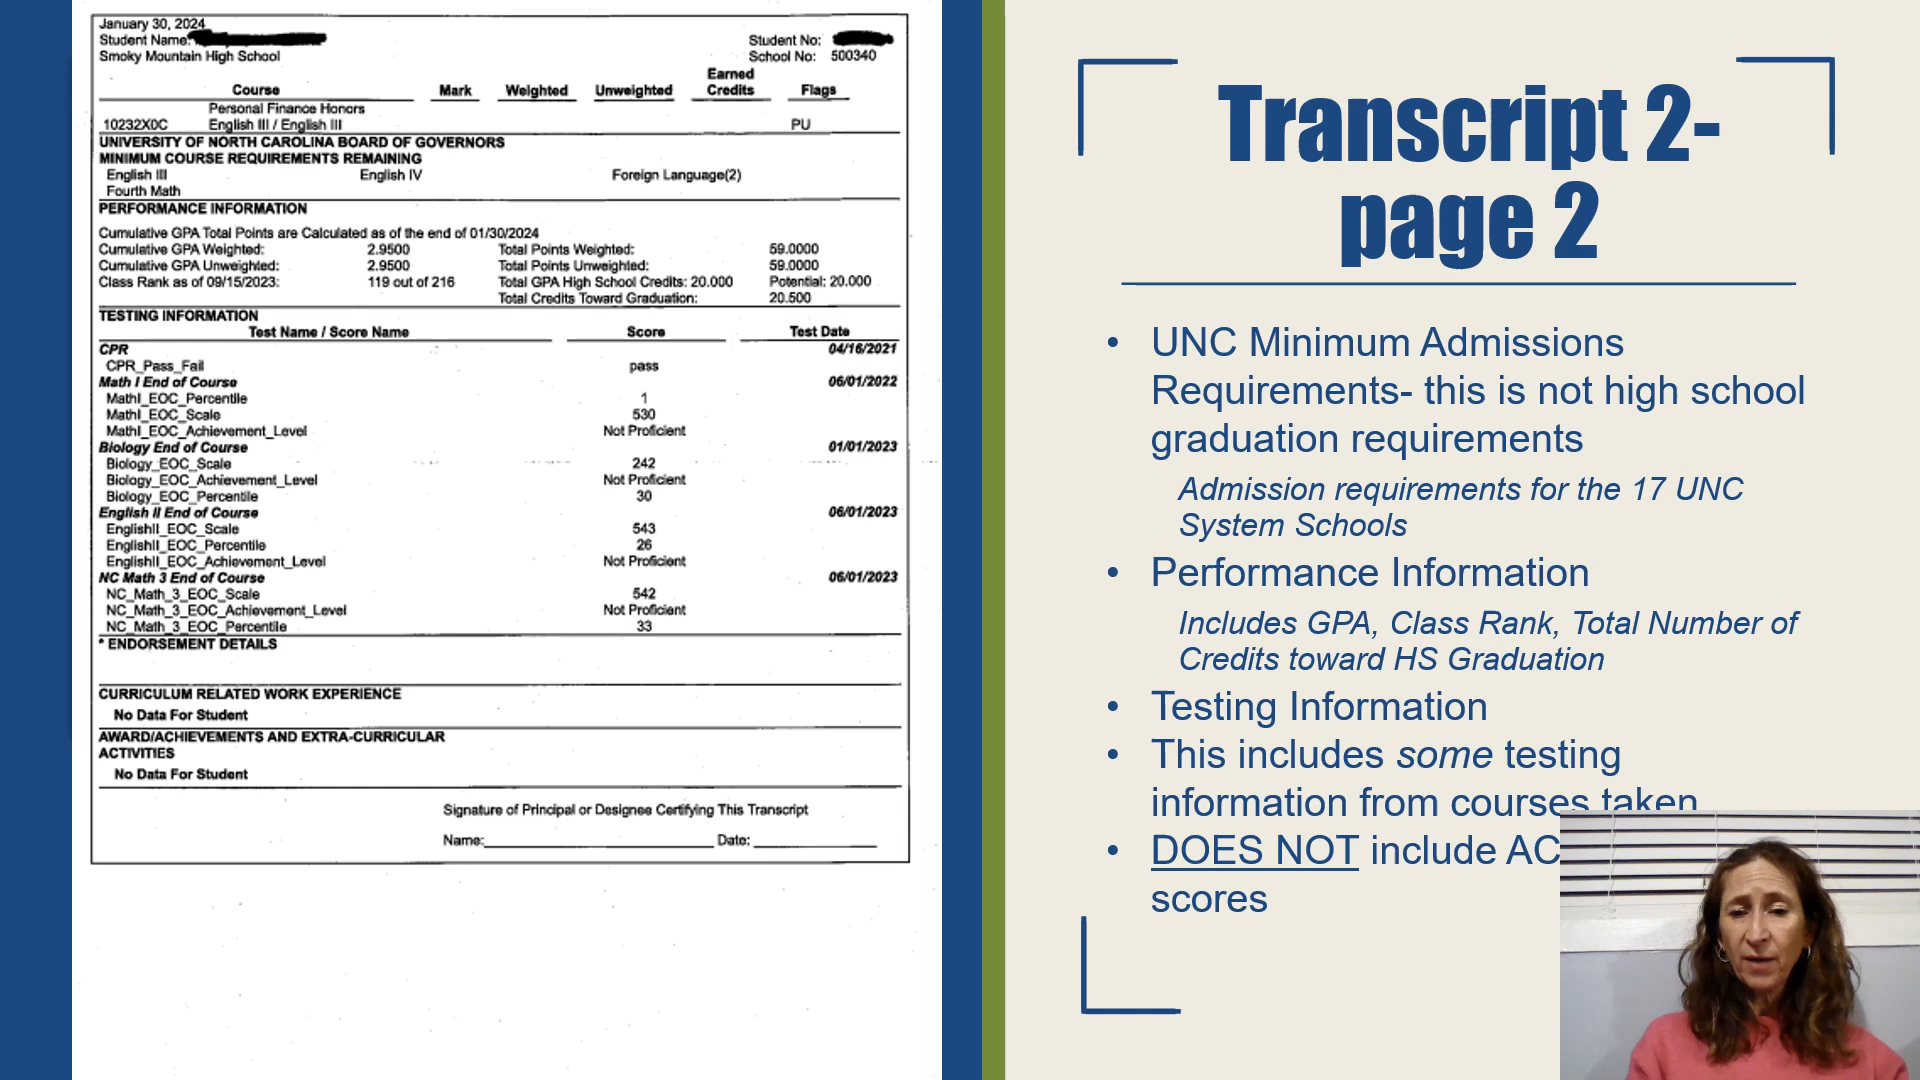 January 30, 2024
Student Name:
Student No:
Smoky Mountain High School
School No: 500340
Course Mark Weighted Unweighted Earned Credits Flags
Personal Finance Honors
10232X0C English III / English III PU
UNIVERSITY OF NORTH CAROLINA BOARD OF GOVERNORS
MINIMUM COURSE REQUIREMENTS REMAINING
English III English IV Foreign Language(2)
Fourth Math
PERFORMANCE INFORMATION
Cumulative GPA Total Points are Calculated as of the end of 01/30/2024
Cumulative GPA Weighted: 2.9500 Total Points Weighted: 59.0000
Cumulative GPA Unweighted: 2.9500 Total Points Unweighted: 59.0000
Class Rank as of 09/15/2023: 119 out of 216 Total GPA High School Credits: 20.000 Potential: 20.000
Total Credits Toward Graduation: 20.500
TESTING INFORMATION
Test Name / Score Name Score Test Date
CPR 04/16/2021
CPR_Pass_Fail pass
Math I End of Course 06/01/2022
MathI_EOC_Percentile 1
MathI_EOC_Scale 530
MathI_EOC_Achievement_Level Not Proficient
Biology End of Course 01/01/2023
Biology_EOC_Scale 242
Biology_EOC_Achievement_Level Not Proficient
Biology_EOC_Percentile 30
English II End of Course 06/01/2023
EnglishII_EOC_Scale 543
EnglishII_EOC_Percentile 26
EnglishII_EOC_Achievement_Level Not Proficient
NC Math 3 End of Course 06/01/2023
NC_Math_3_EOC_Scale 542
NC_Math_3_EOC_Achievement_Level Not Proficient
NC_Math_3_EOC_Percentile 33
* ENDORSEMENT DETAILS
CURRICULUM RELATED WORK EXPERIENCE
No Data For Student
AWARD/ACHIEVEMENTS AND EXTRA-CURRICULAR
ACTIVITIES
No Data For Student
Signature of Principal or Designee Certifying This Transcript
Name: Date:
Transcript 2-
page 2
• UNC Minimum Admissions
Requirements- this is not high school
graduation requirements
Admission requirements for the 17 UNC
System Schools
• Performance Information
Includes GPA, Class Rank, Total Number of
Credits toward HS Graduation
• Testing Information
• This includes some testing
information from courses taken
• DOES NOT include AC
scores